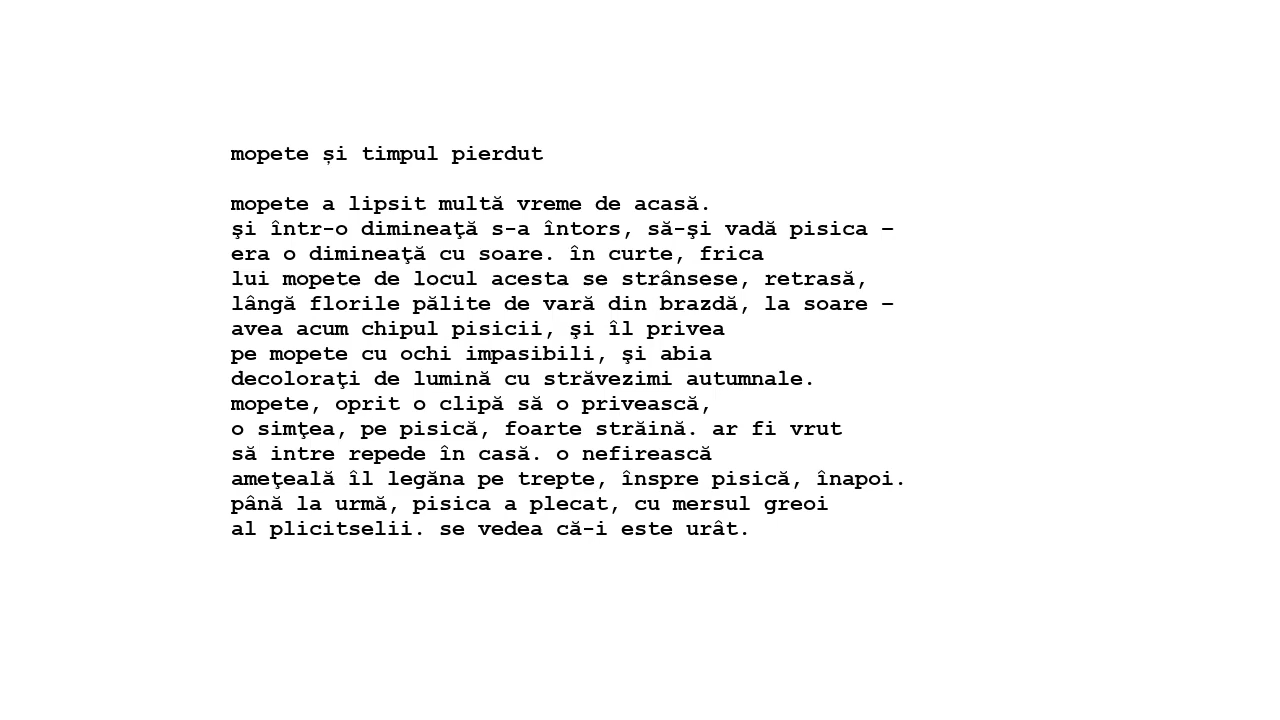 mopete și timpul pierdut

mopete a lipsit multă vreme de acasă.
şi într-o dimineaţă s-a întors, să-şi vadă pisica –
era o dimineaţă cu soare. în curte, frica
lui mopete de locul acesta se strânsese, retrasă,
lângă florile pălite de vară din brazdă, la soare –
avea acum chipul pisicii, şi îl privea
pe mopete cu ochi impasibili, şi abia
decoloraţi de lumină cu străvezimi autumnale.
mopete, oprit o clipă să o privească,
o simţea, pe pisică, foarte străină. ar fi vrut
să intre repede în casă. o nefirească
ameţeală îl legăna pe trepte, înspre pisică, înapoi.
până la urmă, pisica a plecat, cu mersul greoi
al plicitselii. se vedea că-i este urât.